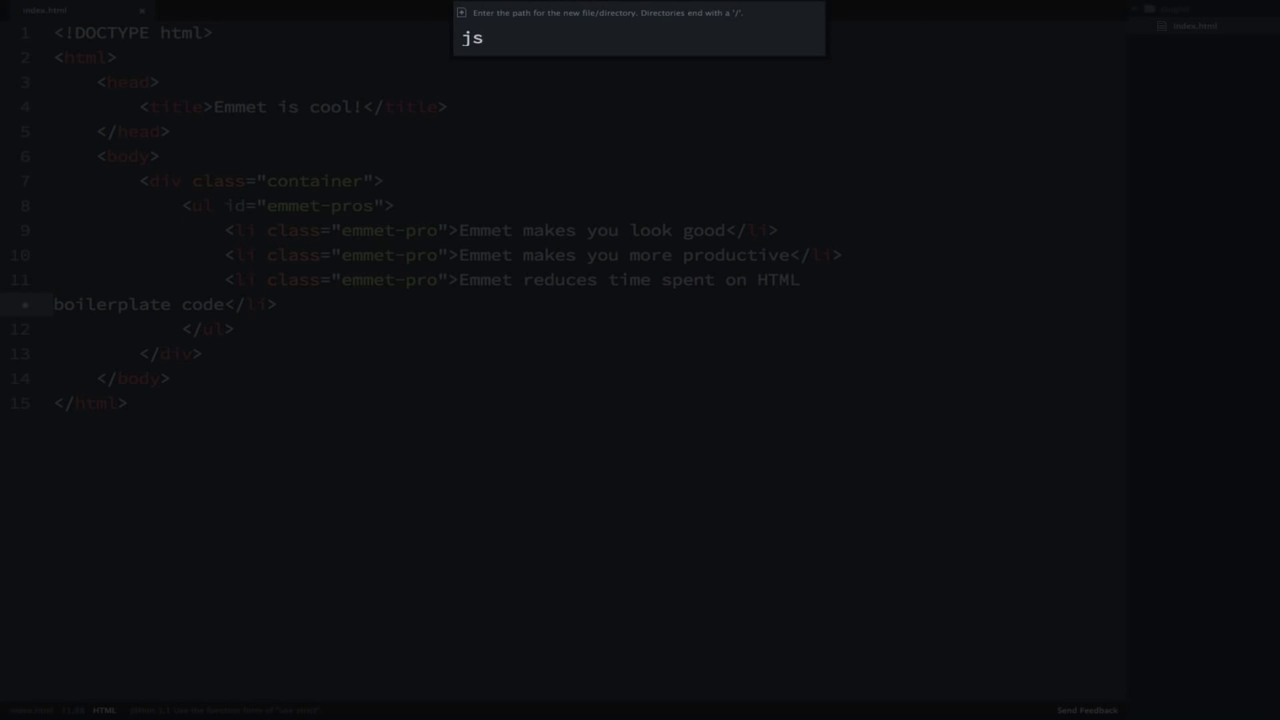 index.html
Enter the path for the new file/directory. Directories end with a '/'.
js
index.html
1 <!DOCTYPE html>
2 <html>
3 <head>
4 <title>Emmet is cool!</title>
5 </head>
6 <body>
7 <div class="container">
8 <ul id="emmet-pros">
9 <li class="emmet-pro">Emmet makes you look good</li>
10 <li class="emmet-pro">Emmet makes you more productive</li>
11 <li class="emmet-pro">Emmet reduces time spent on HTML
• boilerplate code</li>
12 </ul>
13 </div>
14 </body>
15 </html>
HTML
Send Feedback